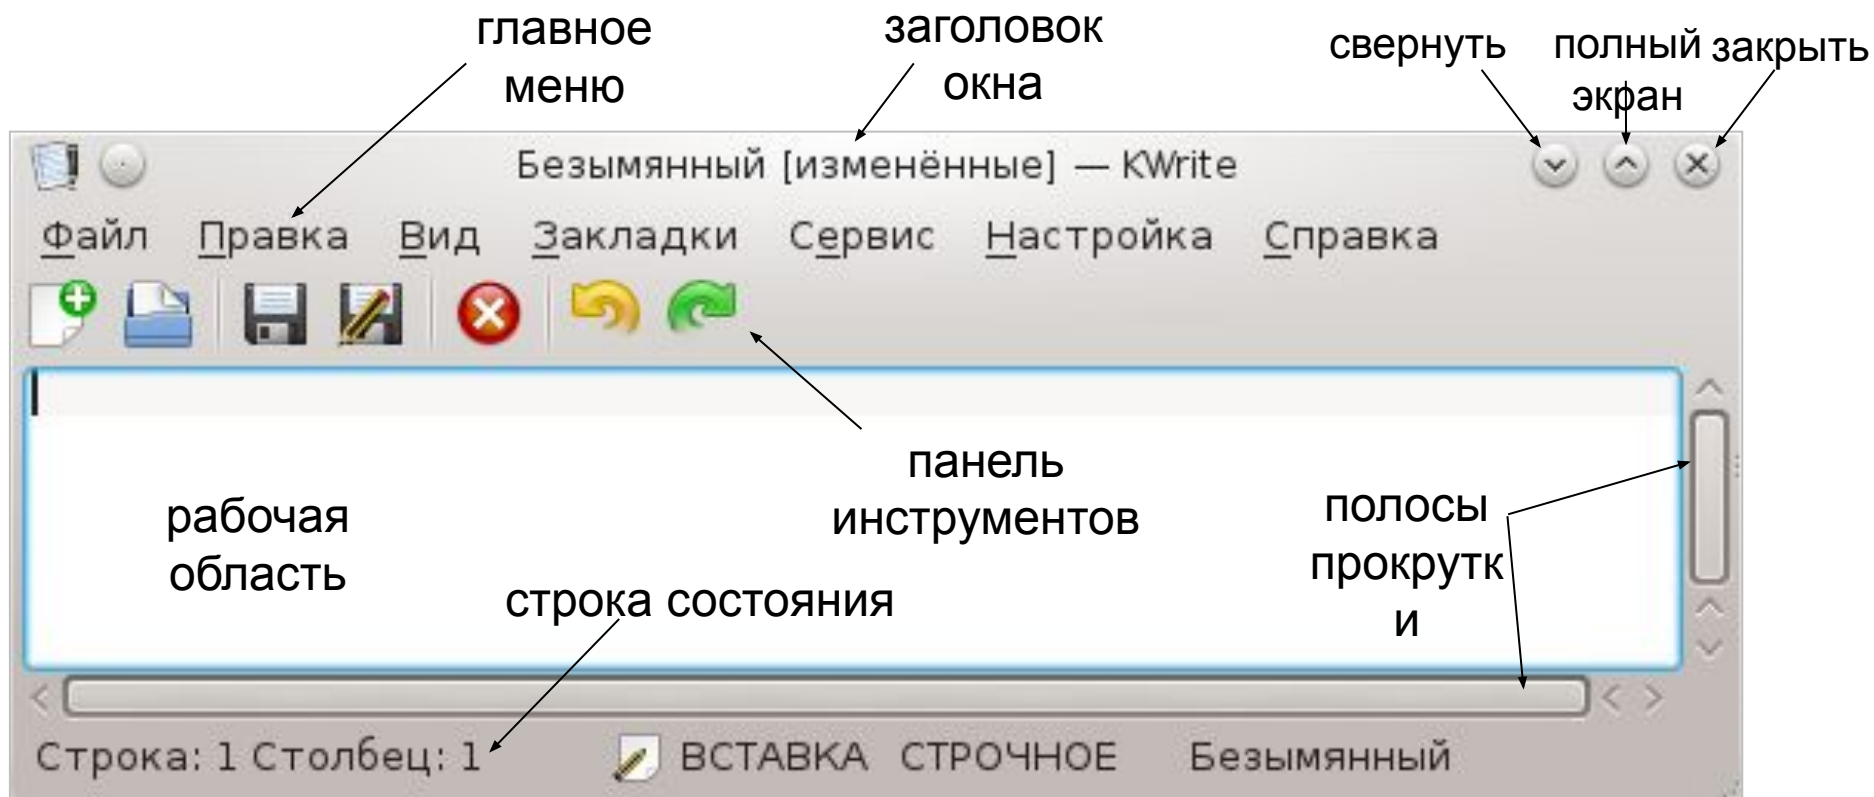 главное
меню
заголовок
окна
свернуть
полный
экран
закрыть
Безымянный [изменённые] — KWrite
Файл Правка Вид Закладки Сервис Настройка Справка
панель
инструментов
рабочая
область
полосы
прокрутк
и
строка состояния
Строка: 1 Столбец: 1 ВСТАВКА СТРОЧНОЕ Безымянный